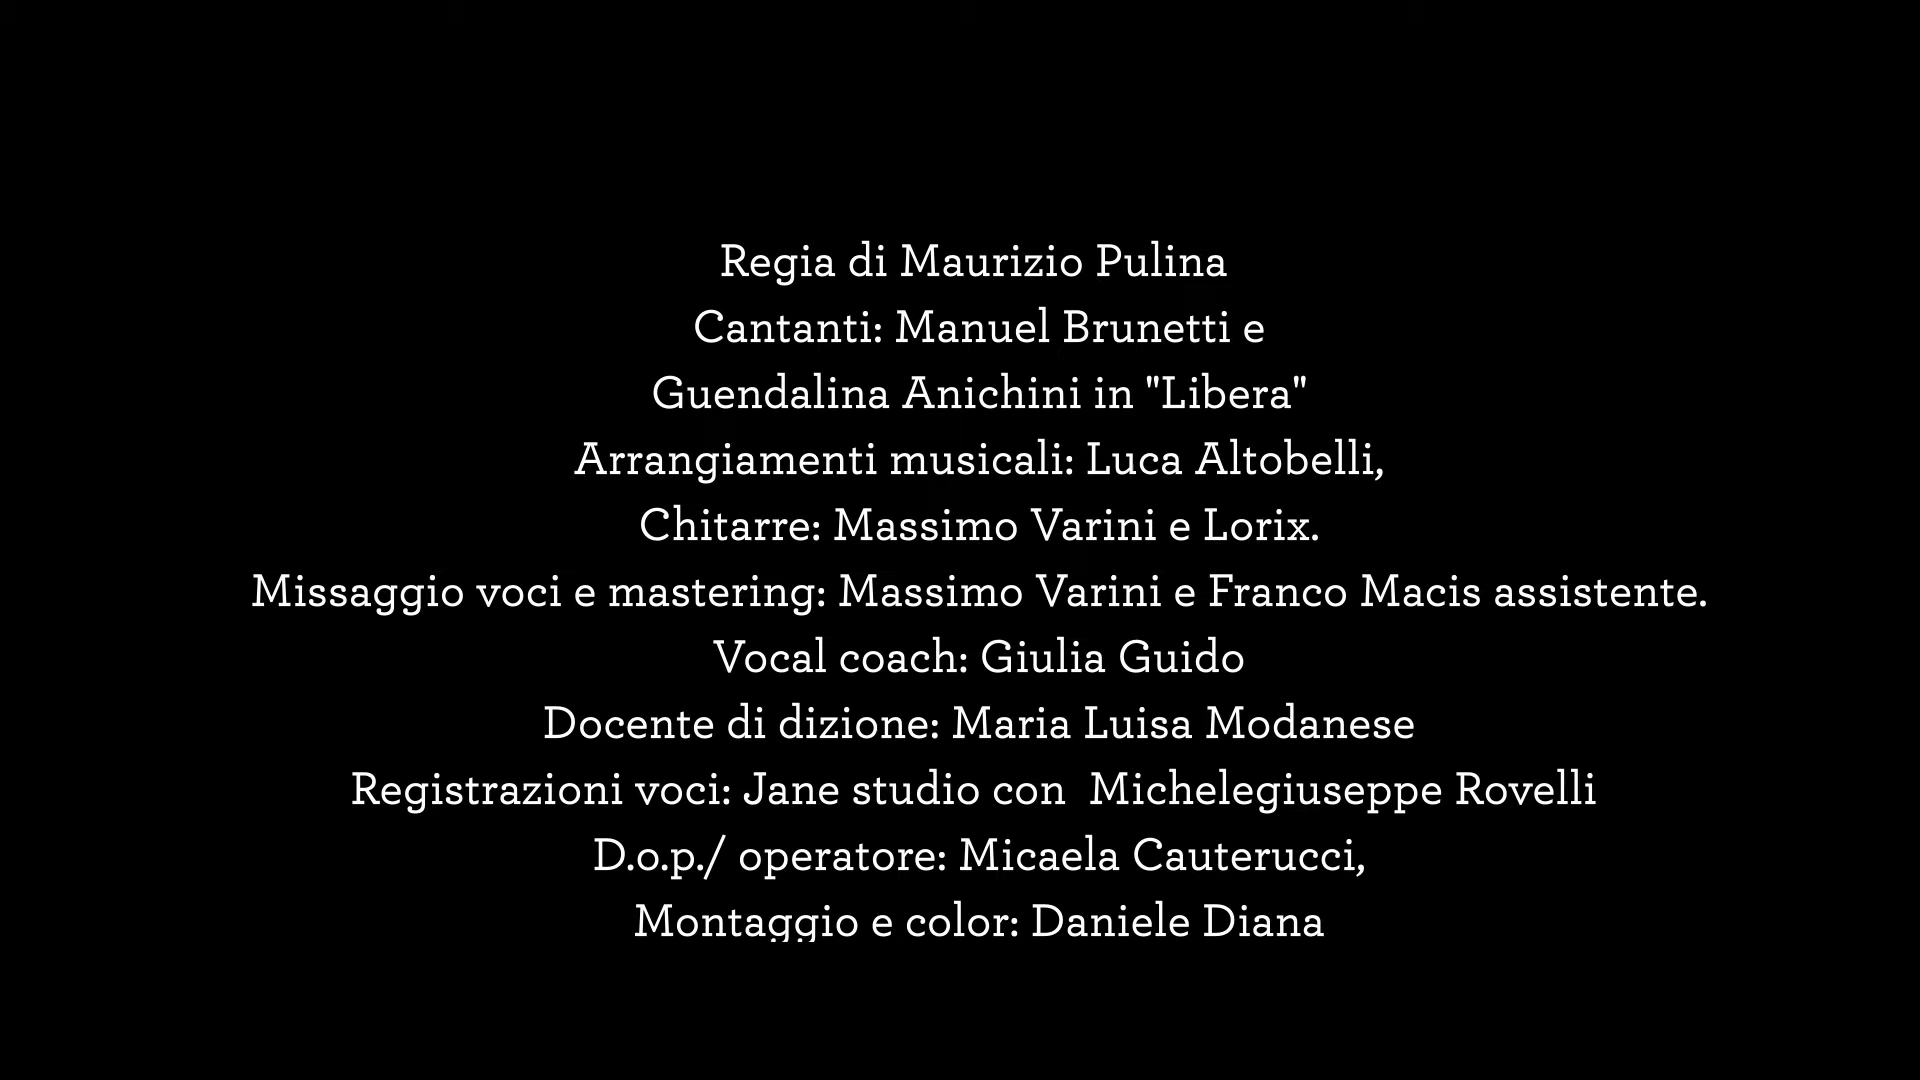 Regia di Maurizio Pulina
Cantanti: Manuel Brunetti e
Guendalina Anichini in "Libera"
Arrangiamenti musicali: Luca Altobelli,
Chitarre: Massimo Varini e Lorix.
Missaggio voci e mastering: Massimo Varini e Franco Macis assistente.
Vocal coach: Giulia Guido
Docente di dizione: Maria Luisa Modanese
Registrazioni voci: Jane studio con  Michelegiuseppe Rovelli
D.o.p./ operatore: Micaela Cauterucci,
Montaggio e color: Daniele Diana